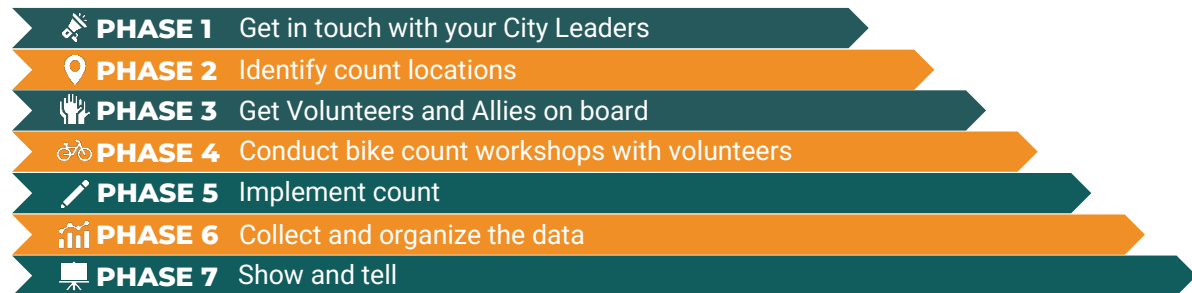 PHASE 1 Get in touch with your City Leaders
PHASE 2 Identify count locations
PHASE 3 Get Volunteers and Allies on board
PHASE 4 Conduct bike count workshops with volunteers
PHASE 5 Implement count
PHASE 6 Collect and organize the data
PHASE 7 Show and tell